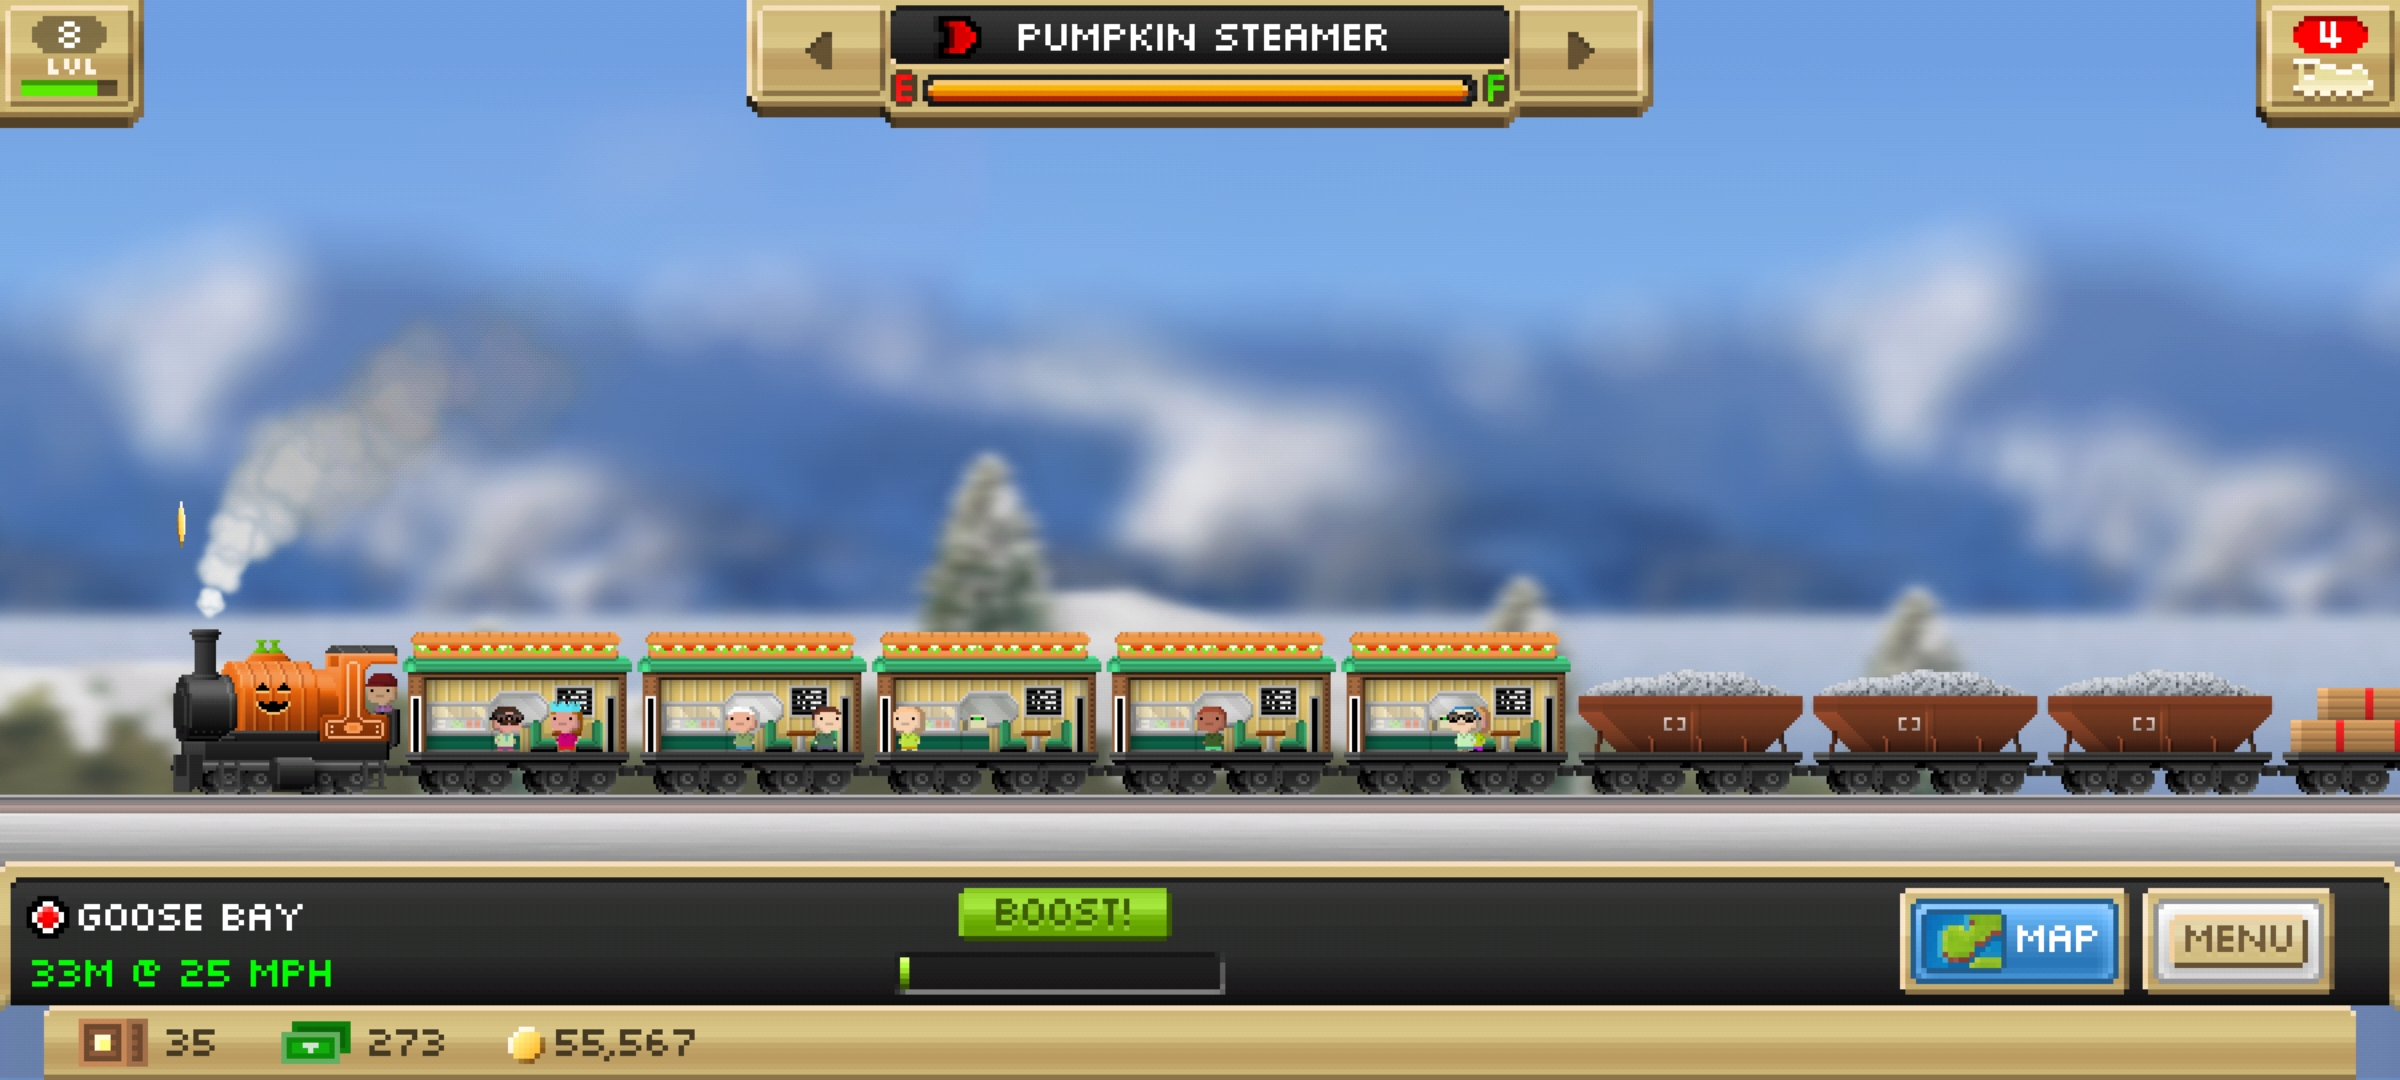 8
LVL
PUMPKIN STEAMER
E F
4
GOOSE BAY
33M @ 25 MPH
BOOST!
MAP
MENU
35 273 55,567